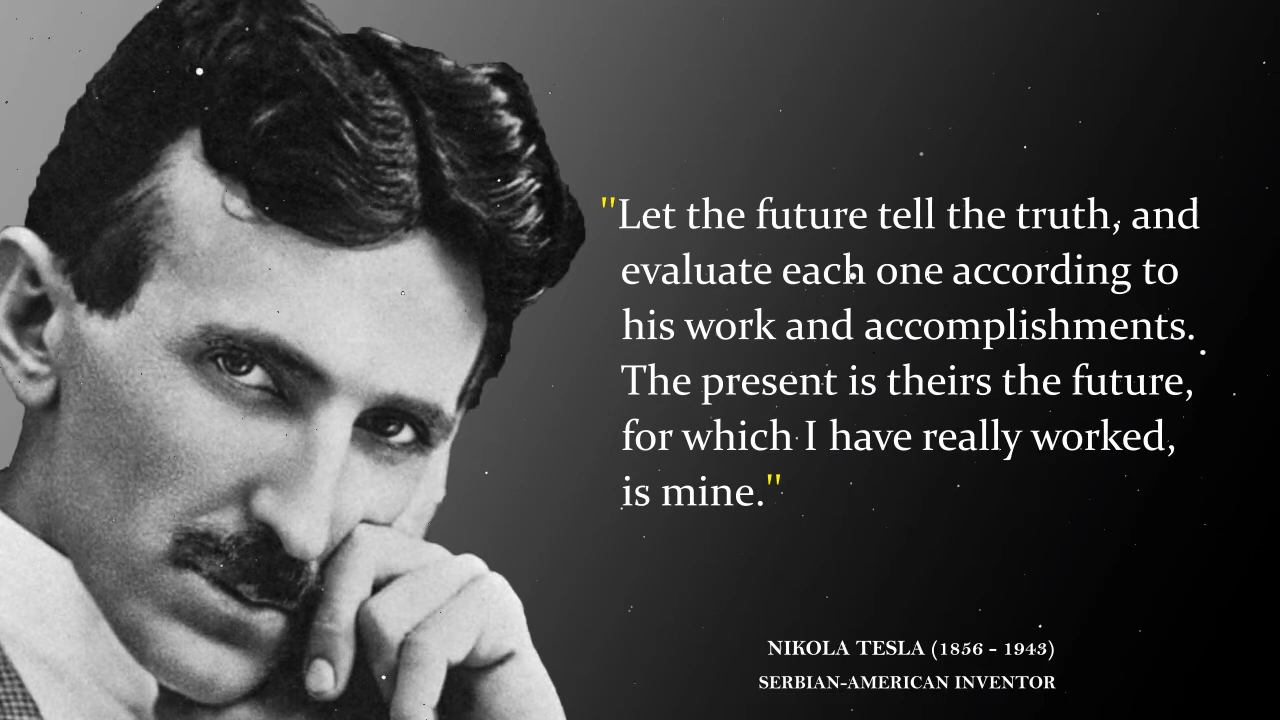 "Let the future tell the truth, and
evaluate each one according to
his work and accomplishments.
The present is theirs the future,
for which I have really worked,
is mine."
NIKOLA TESLA (1856 - 1943)
SERBIAN-AMERICAN INVENTOR